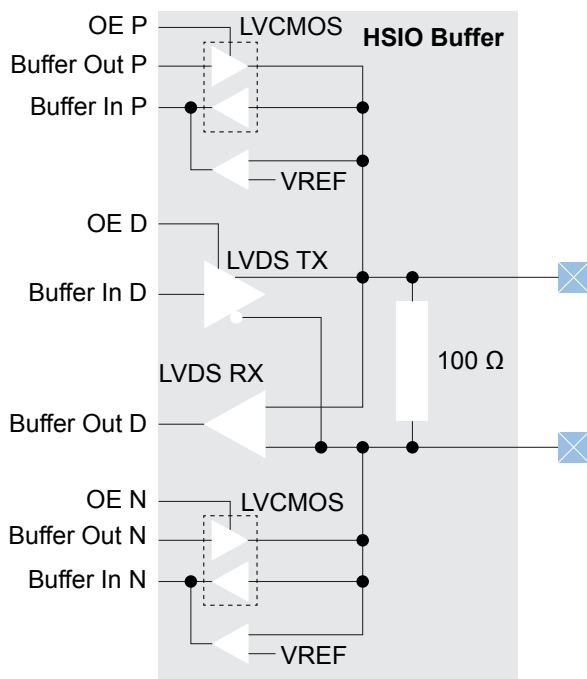 OE P
LVCMOS
HSIO Buffer
Buffer Out P
Buffer In P
VREF
OE D
LVDS TX
Buffer In D
100 Ω
LVDS RX
Buffer Out D
OE N
LVCMOS
Buffer Out N
Buffer In N
VREF